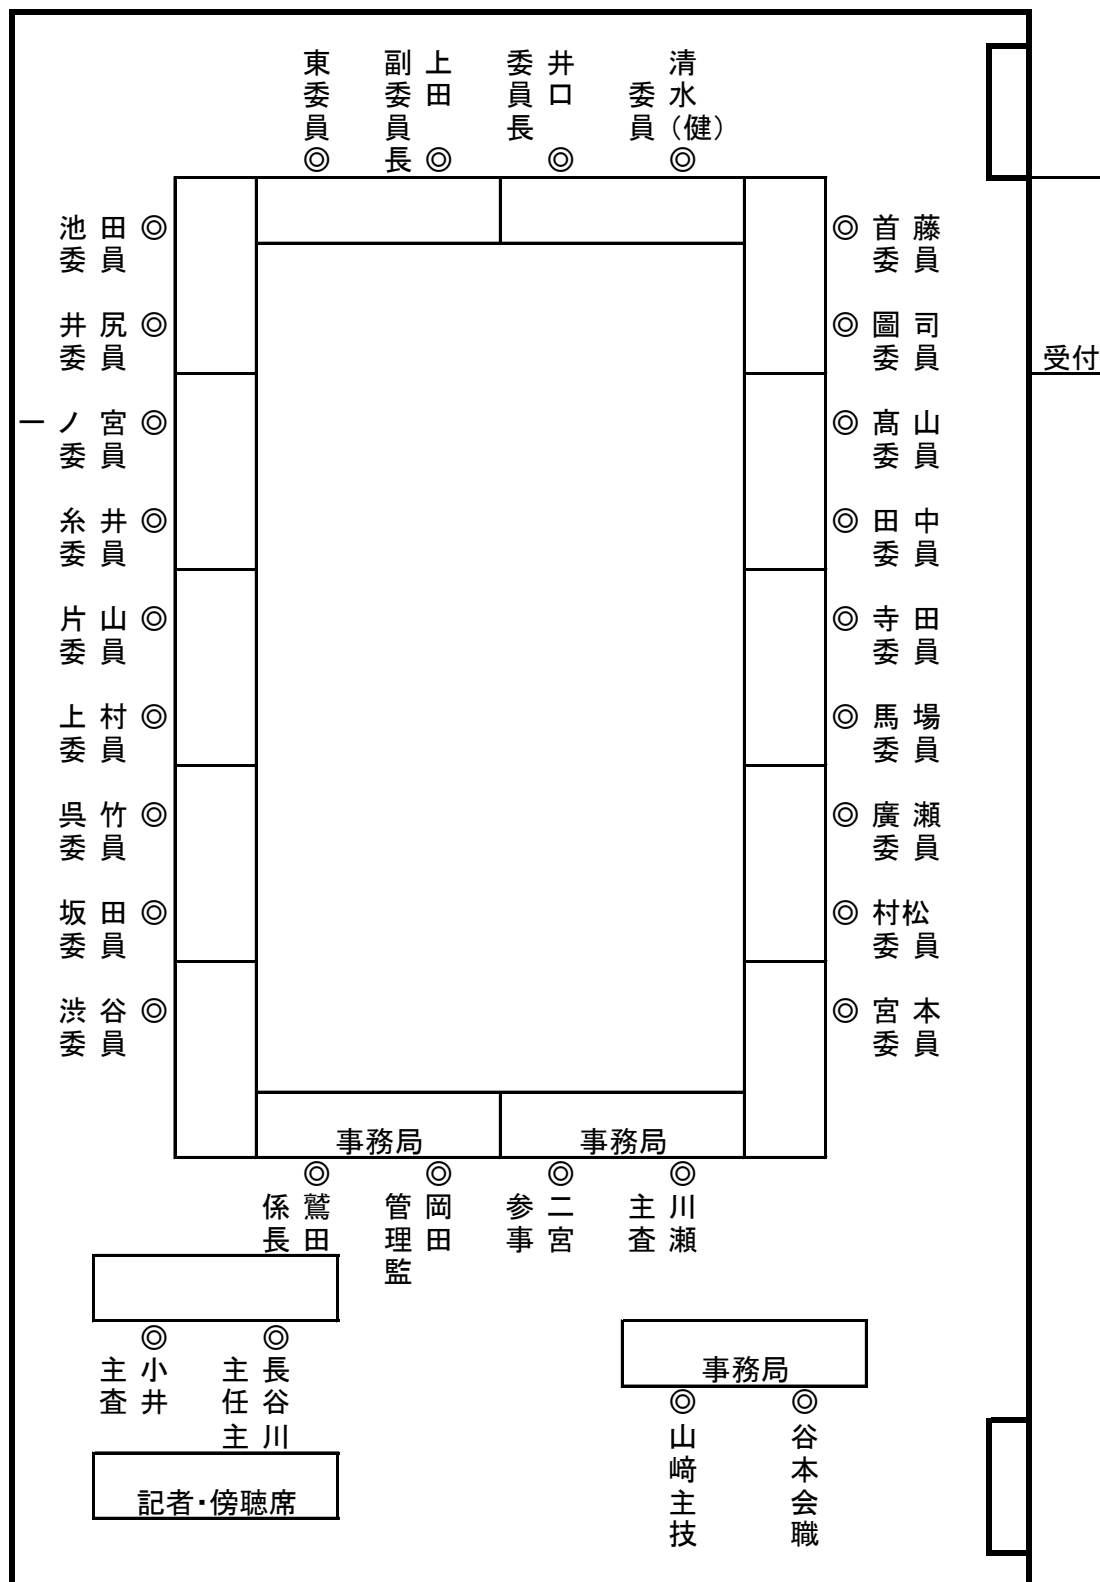 東委員◎
上田副委員長◎
井口委員長◎
清水(健)委員◎
池田◎
委員
井尻◎
委員
一ノ宮◎
委員
糸井◎
委員
片山◎
委員
上村◎
委員
呉竹◎
委員
坂田◎
委員
渋谷◎
委員
◎首藤
委員
◎圖司
委員
◎髙山
委員
◎田中
委員
◎寺田
委員
◎馬場
委員
◎廣瀬
委員
◎村松
委員
◎宮本
委員
受付
事務局
事務局
◎鷲田係長
◎岡田管理監
◎二宮参事
◎川瀬主査
◎小井主査
◎長谷川主任主
事務局
◎山﨑主技
◎谷本会職
記者・傍聴席